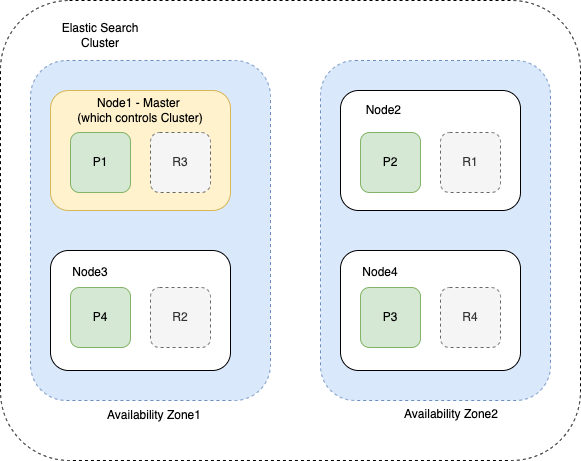 Elastic Search
Cluster
Node1 - Master
(which controls Cluster)
P1
R3
Node3
P4
R2
Availability Zone1
Node2
P2
R1
Node4
P3
R4
Availability Zone2